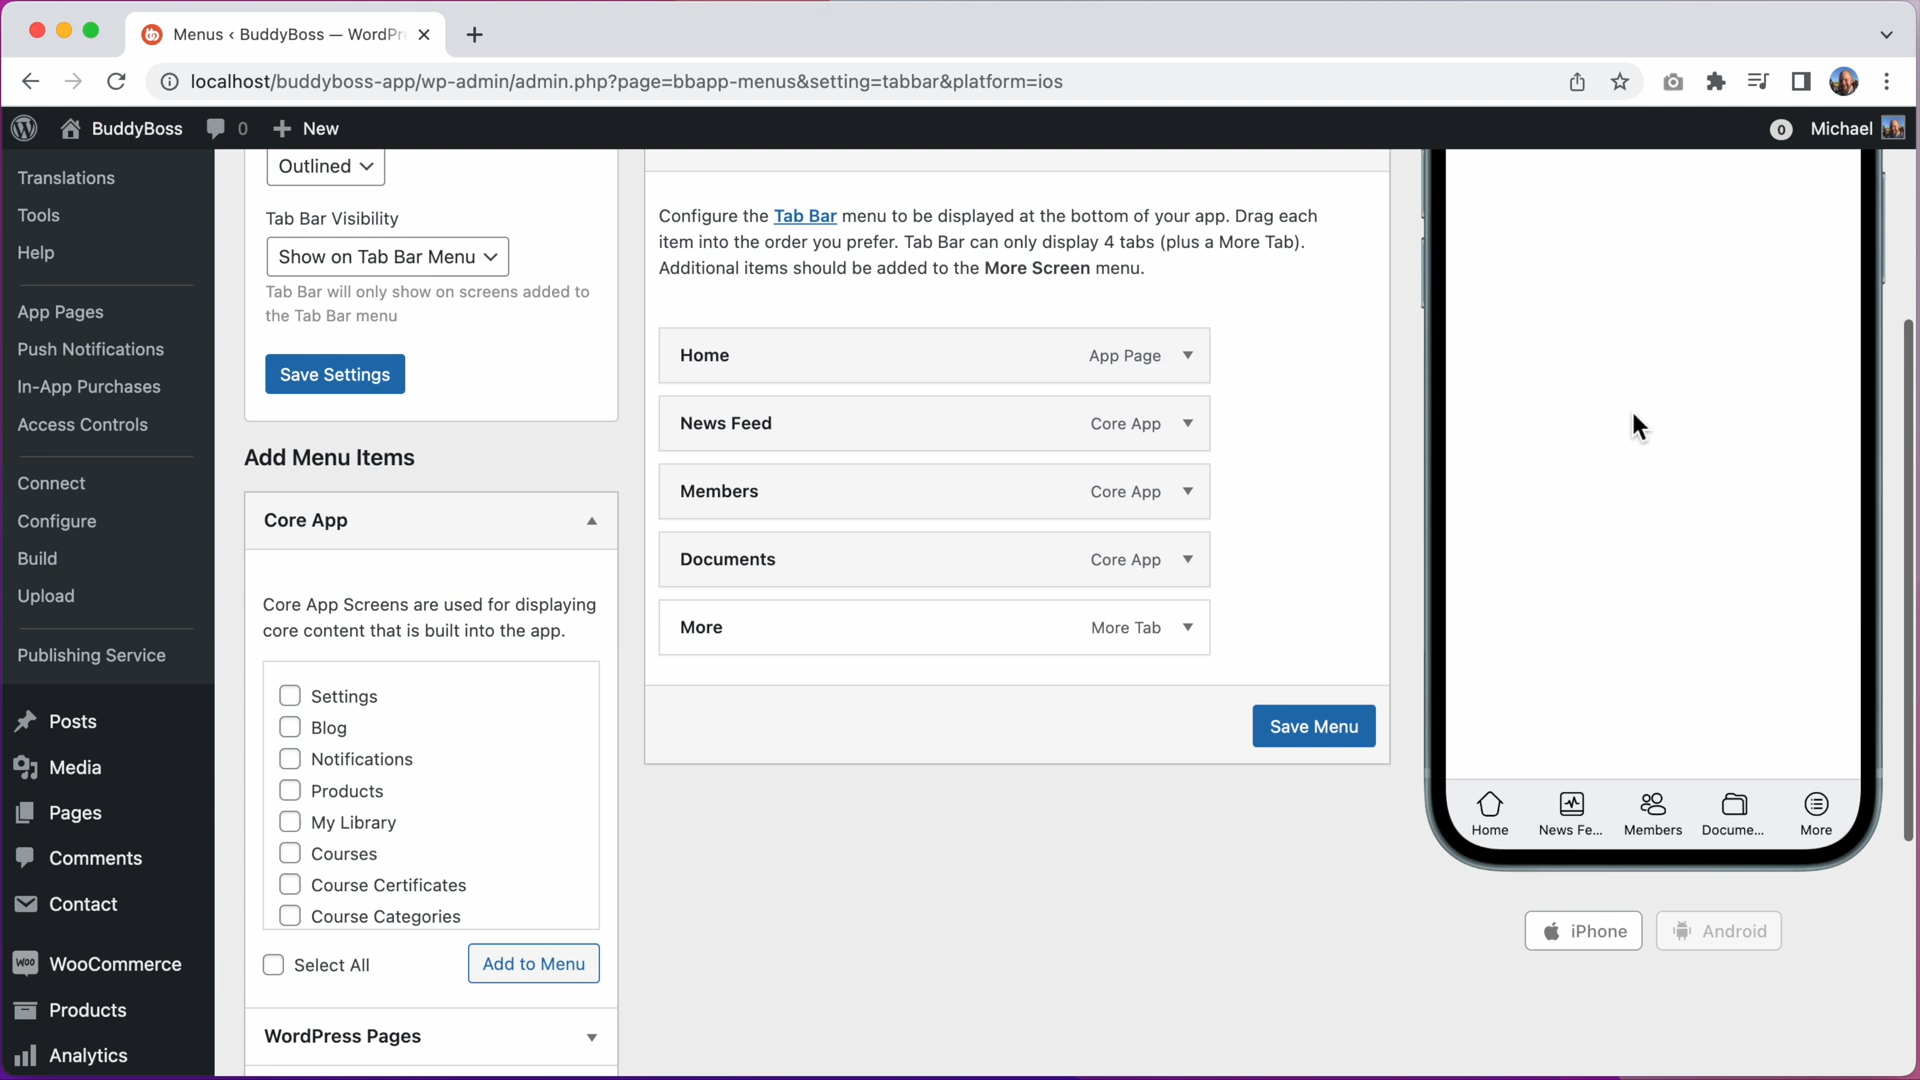 Menus ‹ BuddyBoss — WordPr
localhost/buddyboss-app/wp-admin/admin.php?page=bbapp-menus&setting=tabbar&platform=ios
BuddyBoss
0
New
0
Michael
Translations
Tools
Help
App Pages
Push Notifications
In-App Purchases
Access Controls
Connect
Configure
Build
Upload
Publishing Service
Posts
Media
Pages
Comments
Contact
Woo WooCommerce
Products
Analytics
Outlined
Tab Bar Visibility
Show on Tab Bar Menu
Tab Bar will only show on screens added to
the Tab Bar menu
Save Settings
Add Menu Items
Core App
Core App Screens are used for displaying
core content that is built into the app.
Settings
Blog
Notifications
Products
My Library
Courses
Course Certificates
Course Categories
Select All
Add to Menu
WordPress Pages
Configure the Tab Bar menu to be displayed at the bottom of your app. Drag each
item into the order you prefer. Tab Bar can only display 4 tabs (plus a More Tab).
Additional items should be added to the More Screen menu.
Home App Page
News Feed Core App
Members Core App
Documents Core App
More More Tab
Save Menu
Home
News Fe...
Members
Docume...
More
iPhone
Android